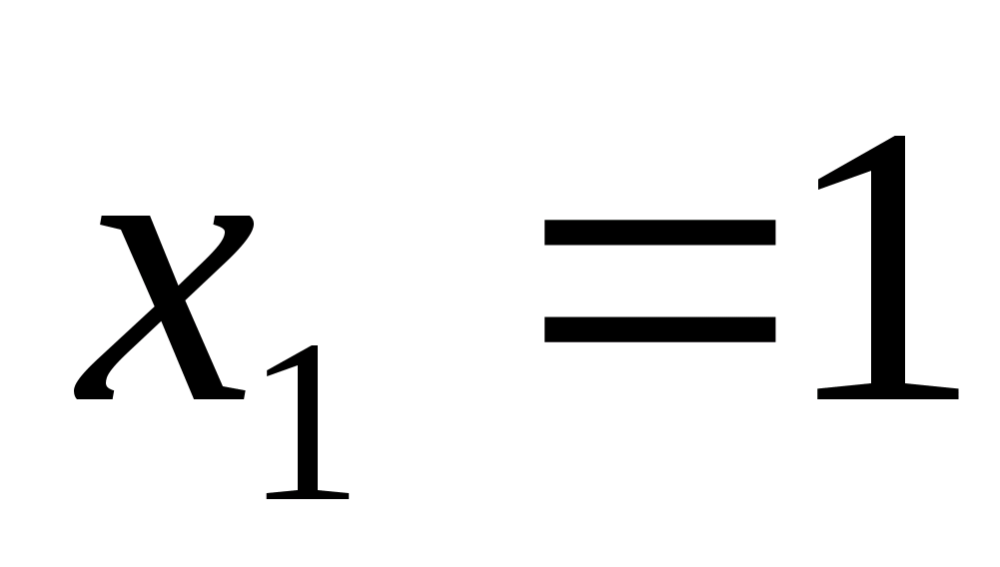 x₁ =1